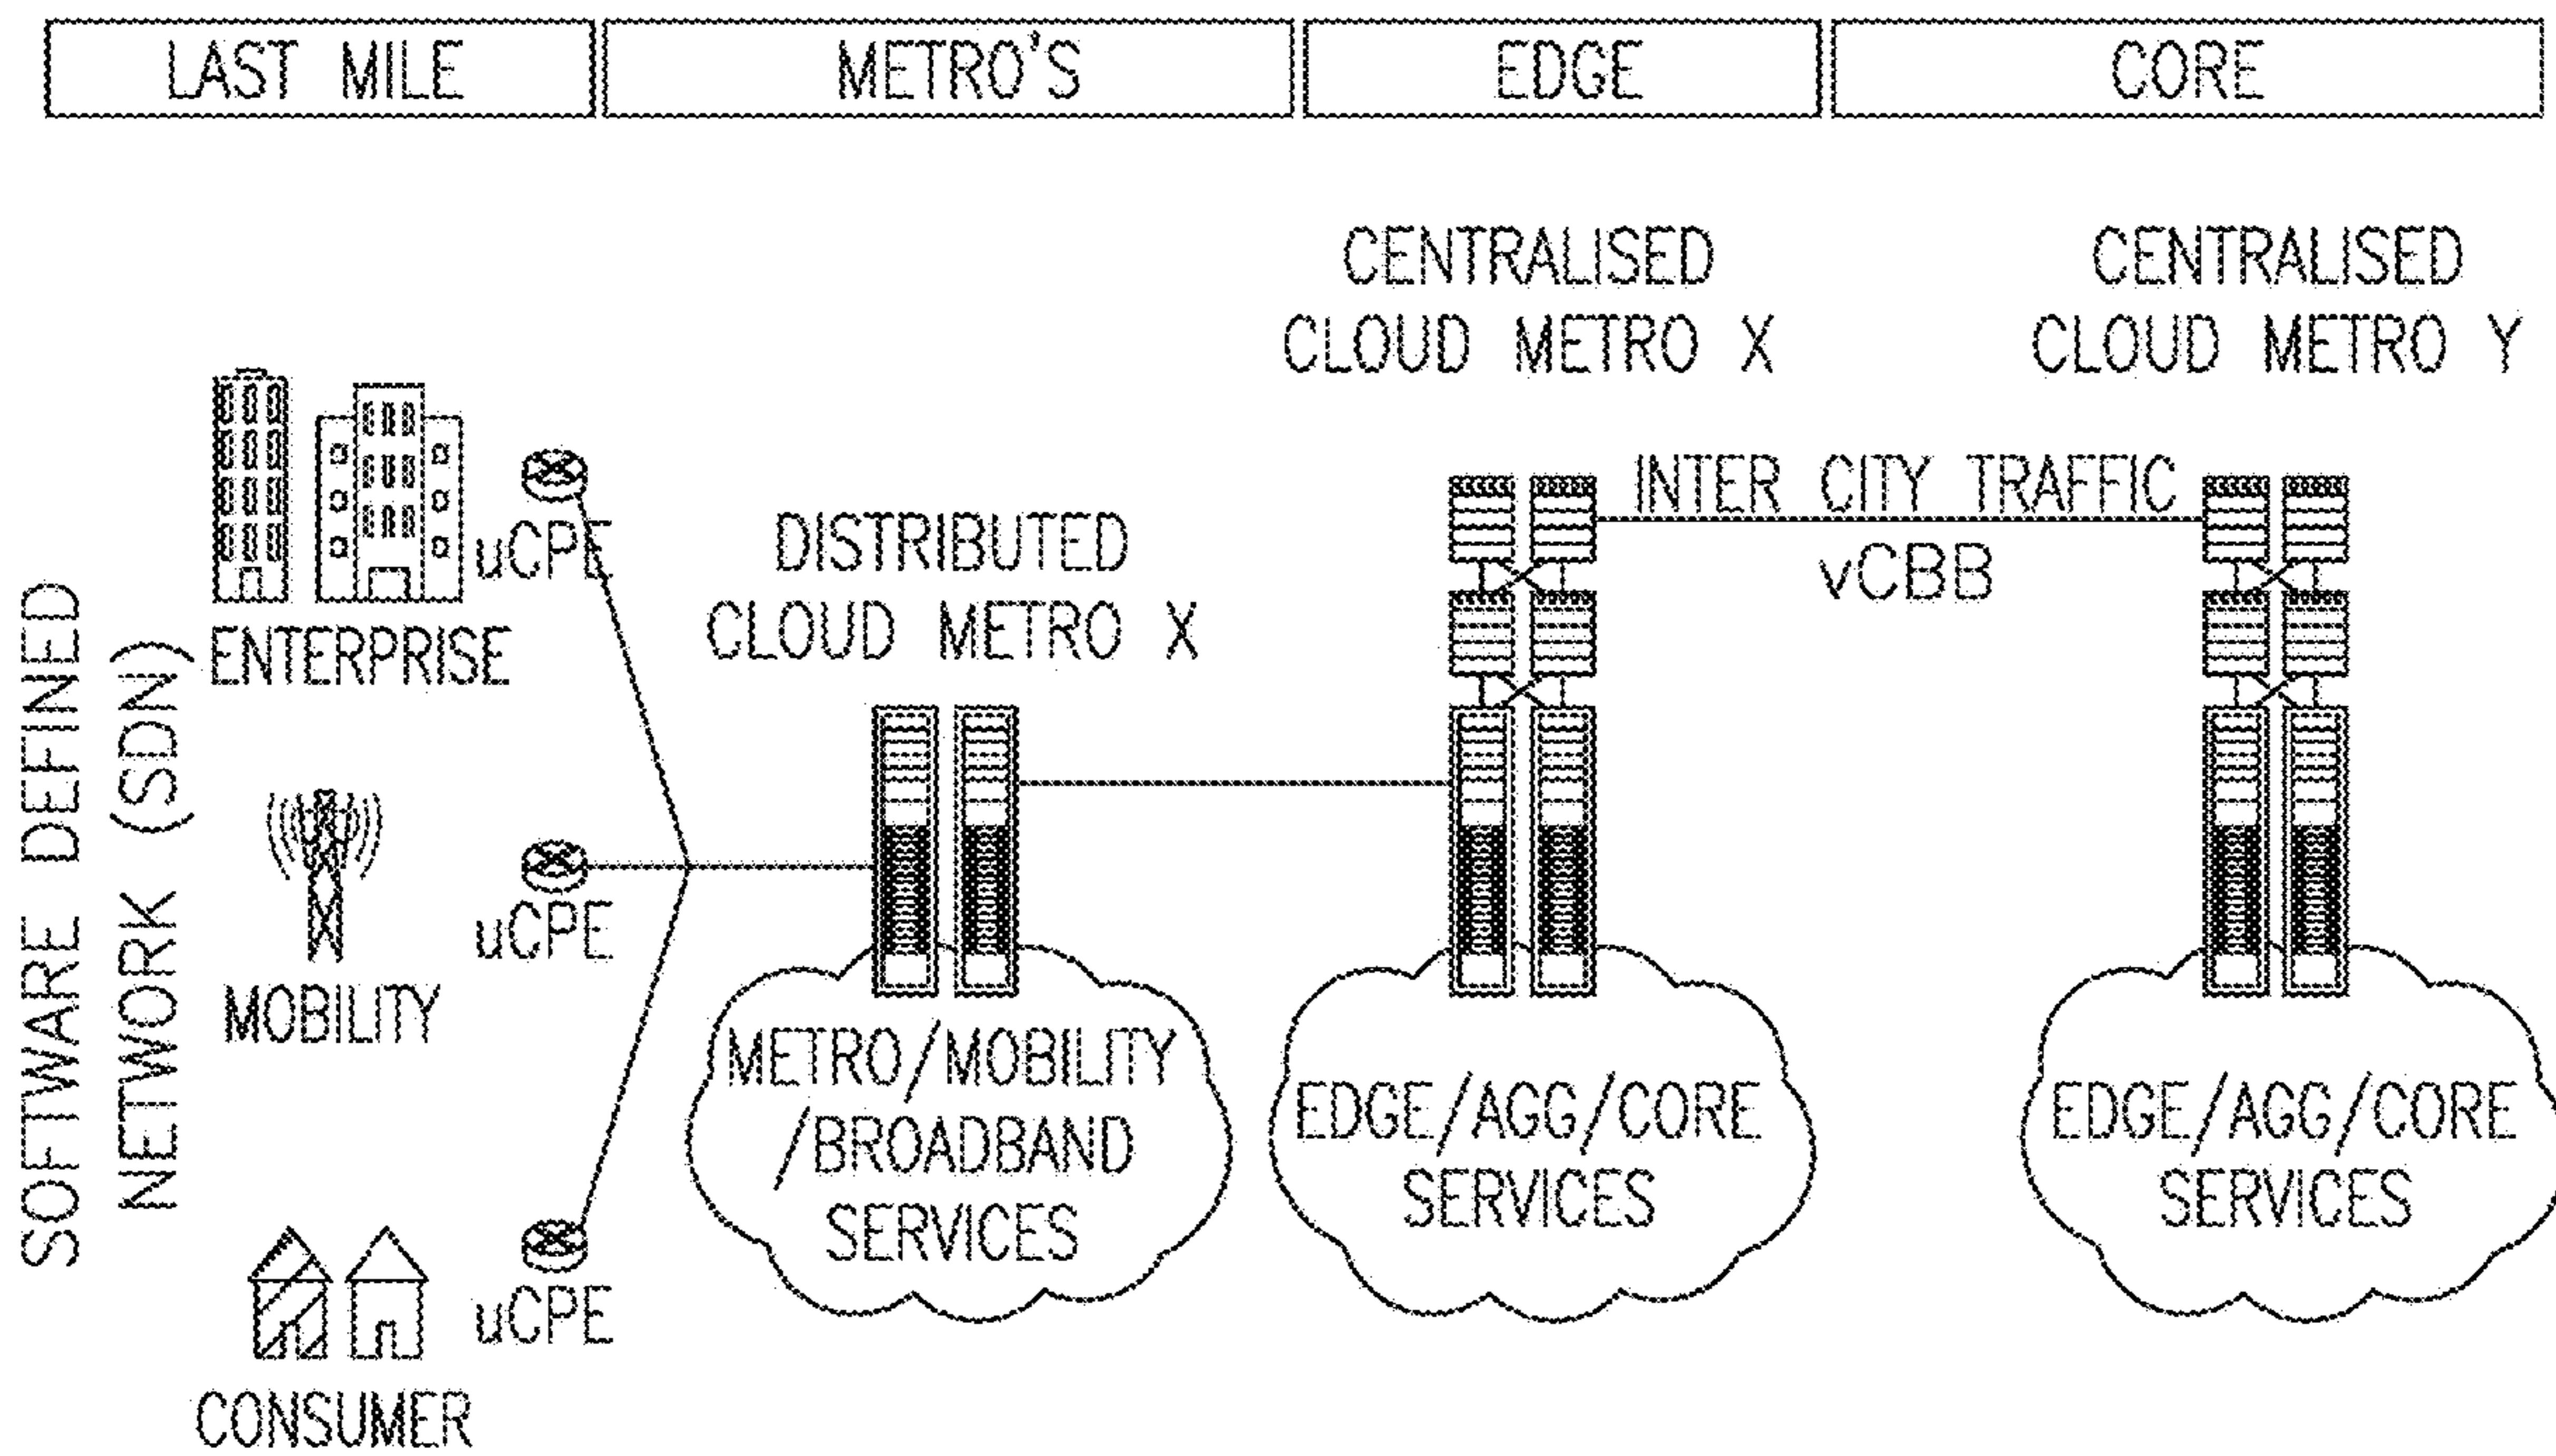 LAST MILE
METRO'S
EDGE
CORE
SOFTWARE DEFINED
NETWORK (SDN)
ENTERPRISE
uCPE
MOBILITY
uCPE
CONSUMER
uCPE
DISTRIBUTED
CLOUD METRO X
METRO/MOBILITY
/BROADBAND
SERVICES
CENTRALISED
CLOUD METRO X
EDGE/AGG/CORE
SERVICES
INTER CITY TRAFFIC
vCBB
CENTRALISED
CLOUD METRO Y
EDGE/AGG/CORE
SERVICES